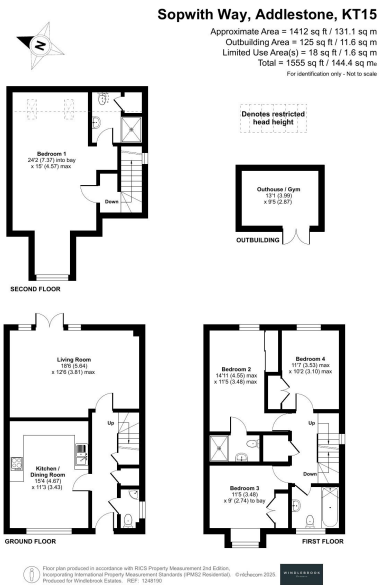 Sopwith Way, Addlestone, KT15
Approximate Area = 1412 sq ft / 131.1 sq m
Outbuilding Area = 125 sq ft / 11.6 sq m
Limited Use Area(s) = 18 sq ft / 1.6 sq m
Total = 1555 sq ft / 144.4 sq m
For identification only - Not to scale
N
Denotes restricted
head height
Bedroom 1
24'2 (7.37) into bay
x 15' (4.57) max
Down
SECOND FLOOR
Outhouse / Gym
13'1 (3.99)
x 9'5 (2.87)
OUTBUILDING
Living Room
18'6 (5.64)
x 12'6 (3.81) max
Up
Kitchen /
Dining Room
15'4 (4.67)
x 11'3 (3.43)
GROUND FLOOR
Bedroom 2
14'11 (4.55) max
x 11'5 (3.48) max
Bedroom 4
11'7 (3.53) max
x 10'2 (3.10) max
Up
Down
Bedroom 3
11'5 (3.48)
x 9' (2.74) to bay
FIRST FLOOR
Floor plan produced in accordance with RICS Property Measurement 2nd Edition,
Incorporating International Property Measurement Standards (IPMS2 Residential). © nichecom 2025.
Produced for Windlebrook Estates. REF: 1248190
WINDLEBROOK